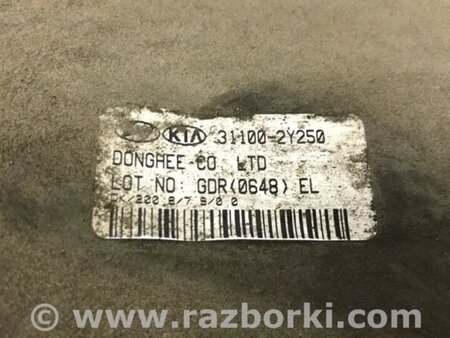 KIA 31100-2Y250
DONGHEE CO LTD
LOT NO: GDR(0648) EL
© www.razborki.com